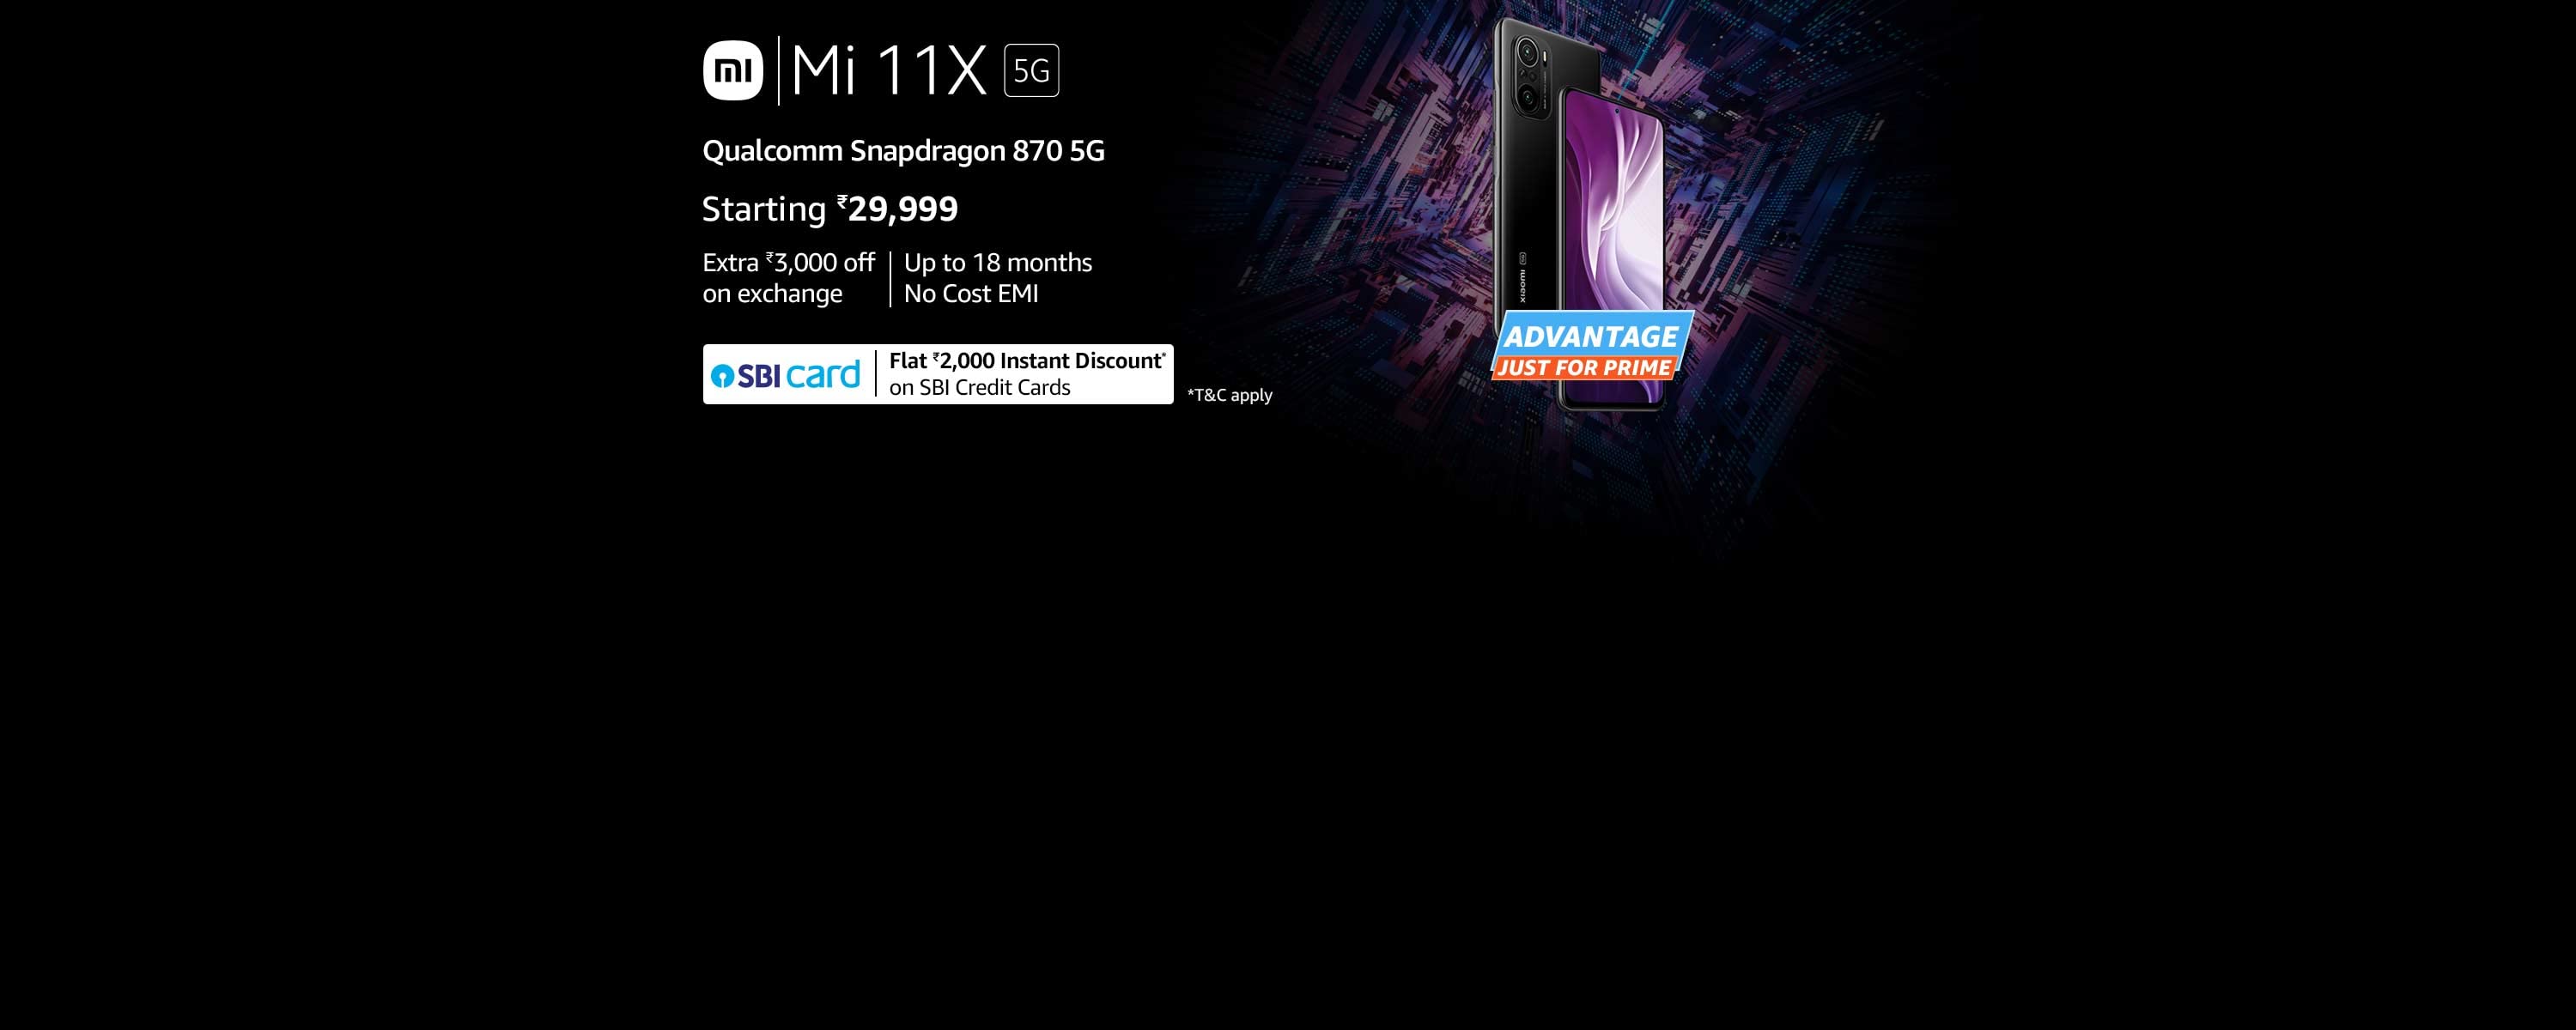 mi
Mi 11X 5G
Qualcomm Snapdragon 870 5G
Starting ₹29,999
Extra ₹3,000 off
on exchange
Up to 18 months
No Cost EMI
SBI card
Flat ₹2,000 Instant Discount*
on SBI Credit Cards
*T&C apply
xiaomi 5G
ADVANTAGE
JUST FOR PRIME